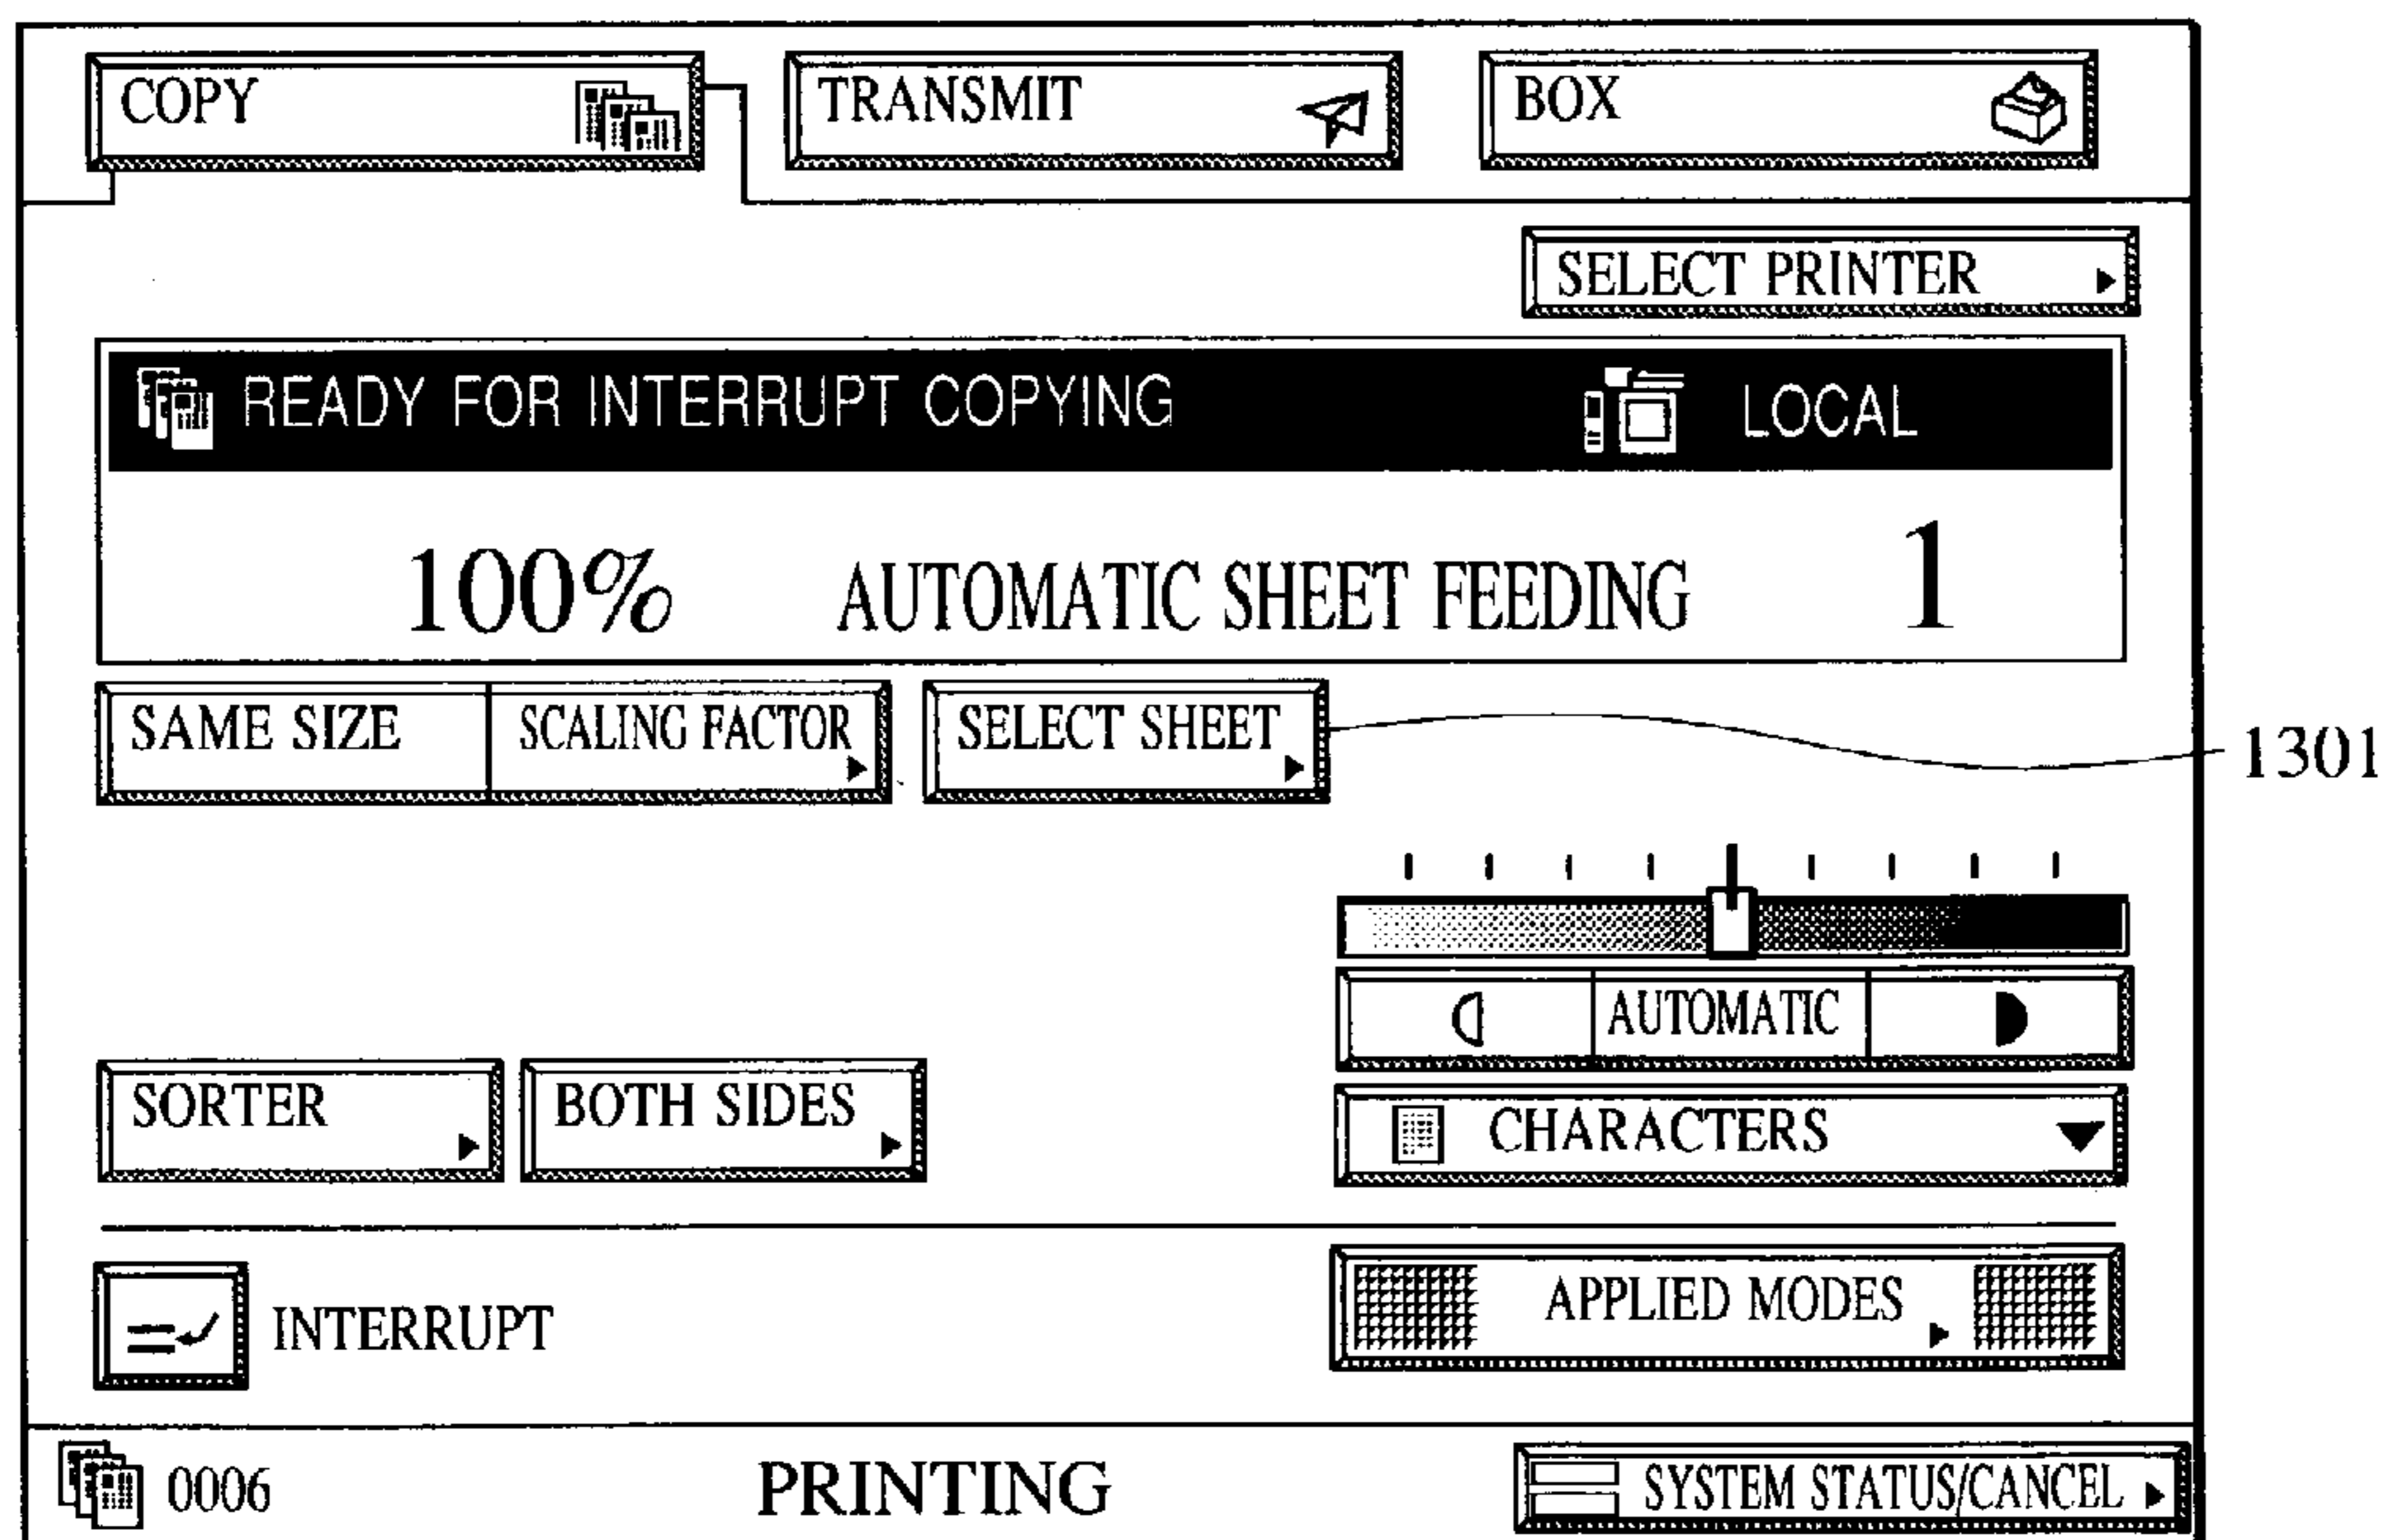 COPY TRANSMIT BOX
SELECT PRINTER
READY FOR INTERRUPT COPYING LOCAL
100% AUTOMATIC SHEET FEEDING 1
SAME SIZE SCALING FACTOR SELECT SHEET
1301
AUTOMATIC
SORTER BOTH SIDES CHARACTERS
INTERRUPT APPLIED MODES
0006 PRINTING SYSTEM STATUS/CANCEL